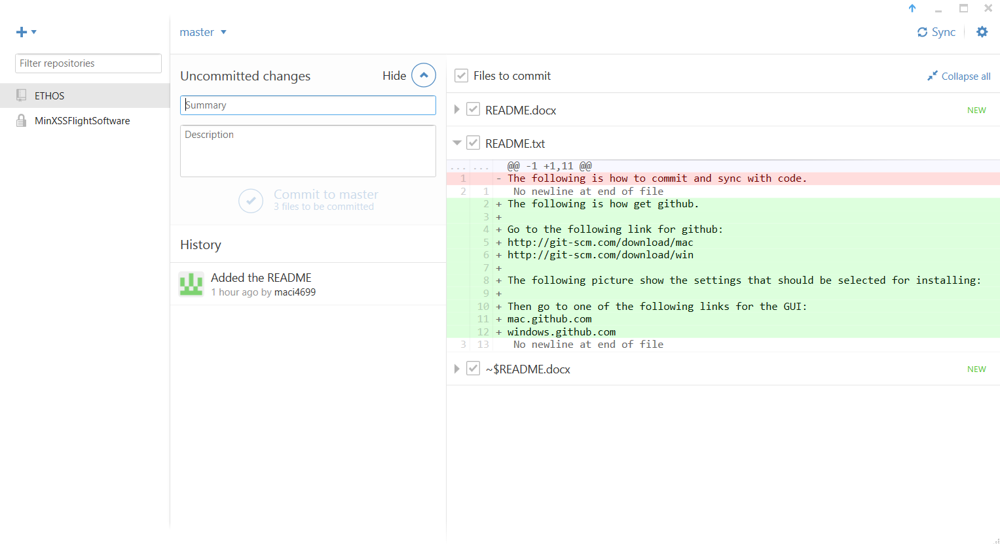 master
Sync
Filter repositories
ETHOS
MinXSSFlightSoftware
Uncommitted changes
Hide
Summary
Description
Commit to master
3 files to be committed
History
Added the README
1 hour ago by maci4699
Files to commit
Collapse all
README.docx NEW
README.txt
... ... @@ -1 +1,11 @@
1 - The following is how to commit and sync with code.
2 1 No newline at end of file
2 + The following is how get github.
3 +
4 + Go to the following link for github:
5 + http://git-scm.com/download/mac
6 + http://git-scm.com/download/win
7 +
8 + The following picture show the settings that should be selected for installing:
9 +
10 + Then go to one of the following links for the GUI:
11 + mac.github.com
12 + windows.github.com
3 13 No newline at end of file
~$README.docx NEW